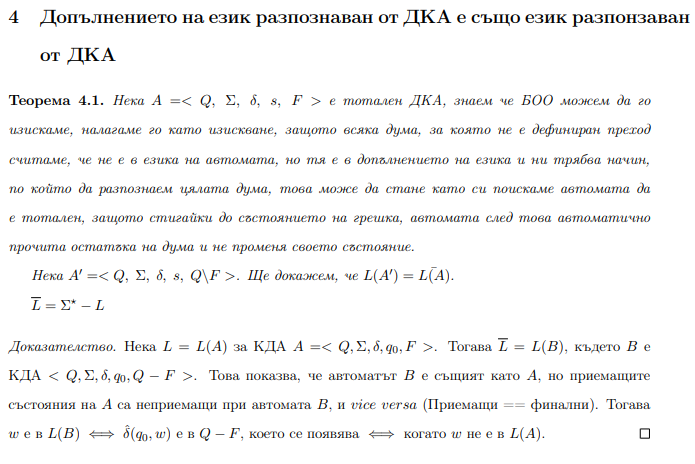 4 Допълнението на език разпознаван от ДКА е също език разпонзаван
от ДКА
Теорема 4.1. Нека A =< Q, Σ, δ, s, F > е тотален ДКА, знаем че БОО можем да го
изискаме, налагаме го като изискване, защото всяка дума, за която не е дефиниран преход
считаме, че не е в езика на автомата, но тя е в допълнението на езика и ни трябва начин,
по който да разпознаем цялата дума, това може да стане като си поискаме автомата да
е тотален, защото стигайки до състоянието на грешка, автомата след това автоматично
прочита остатъка на дума и не променя своето състояние.
Нека A′ =< Q, Σ, δ, s, Q\F >. Ще докажем, че L(A′) = L(̄A).
L̅ = Σ⋆ − L
Доказателство. Нека L = L(A) за КДА A =< Q, Σ, δ, q₀, F >. Тогава L̅ = L(B), където B е
КДА < Q, Σ, δ, q₀, Q − F >. Това показва, че автоматът B е същият като A, но приемащите
състояния на A са неприемащи при автомата B, и vice versa (Приемащи == финални). Тогава
w е в L(B) ⟺ δ̂(q₀, w) е в Q − F, което се появява ⟺ когато w не е в L(A). □